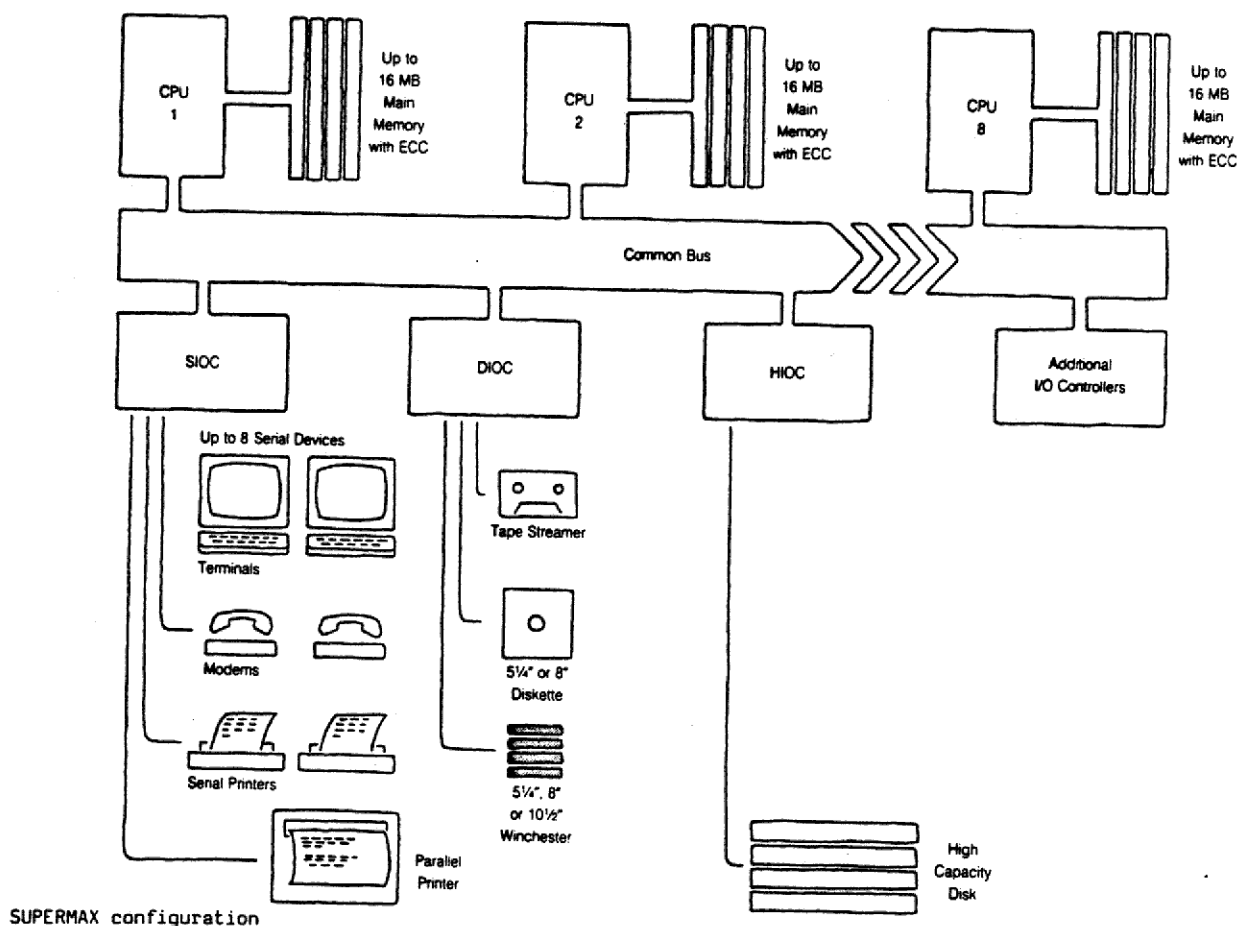 CPU
1
Up to
16 MB
Main
Memory
with ECC
CPU
2
Up to
16 MB
Main
Memory
with ECC
CPU
8
Up to
16 MB
Main
Memory
with ECC
Common Bus
SIOC
DIOC
HIOC
Additional
I/O Controllers
Up to 8 Serial Devices
Terminals
Modems
Serial Printers
Parallel
Printer
Tape Streamer
5¼" or 8"
Diskette
5¼", 8"
or 10½"
Winchester
High
Capacity
Disk
SUPERMAX configuration